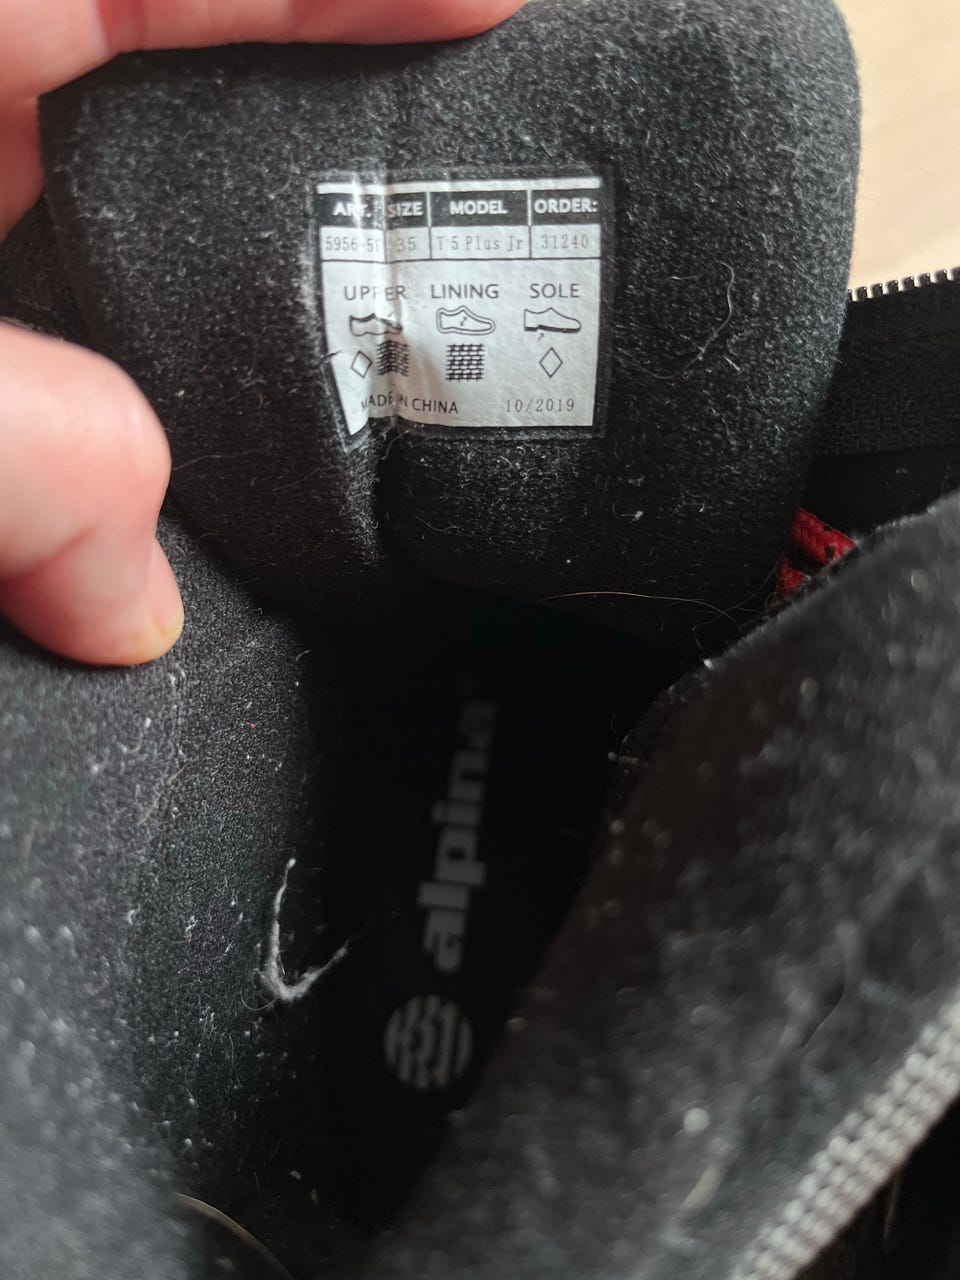 ART. SIZE MODEL ORDER:
35 T 5 Plus Jr 31240
UPPER LINING SOLE
MADE IN CHINA 10/2019
alpina